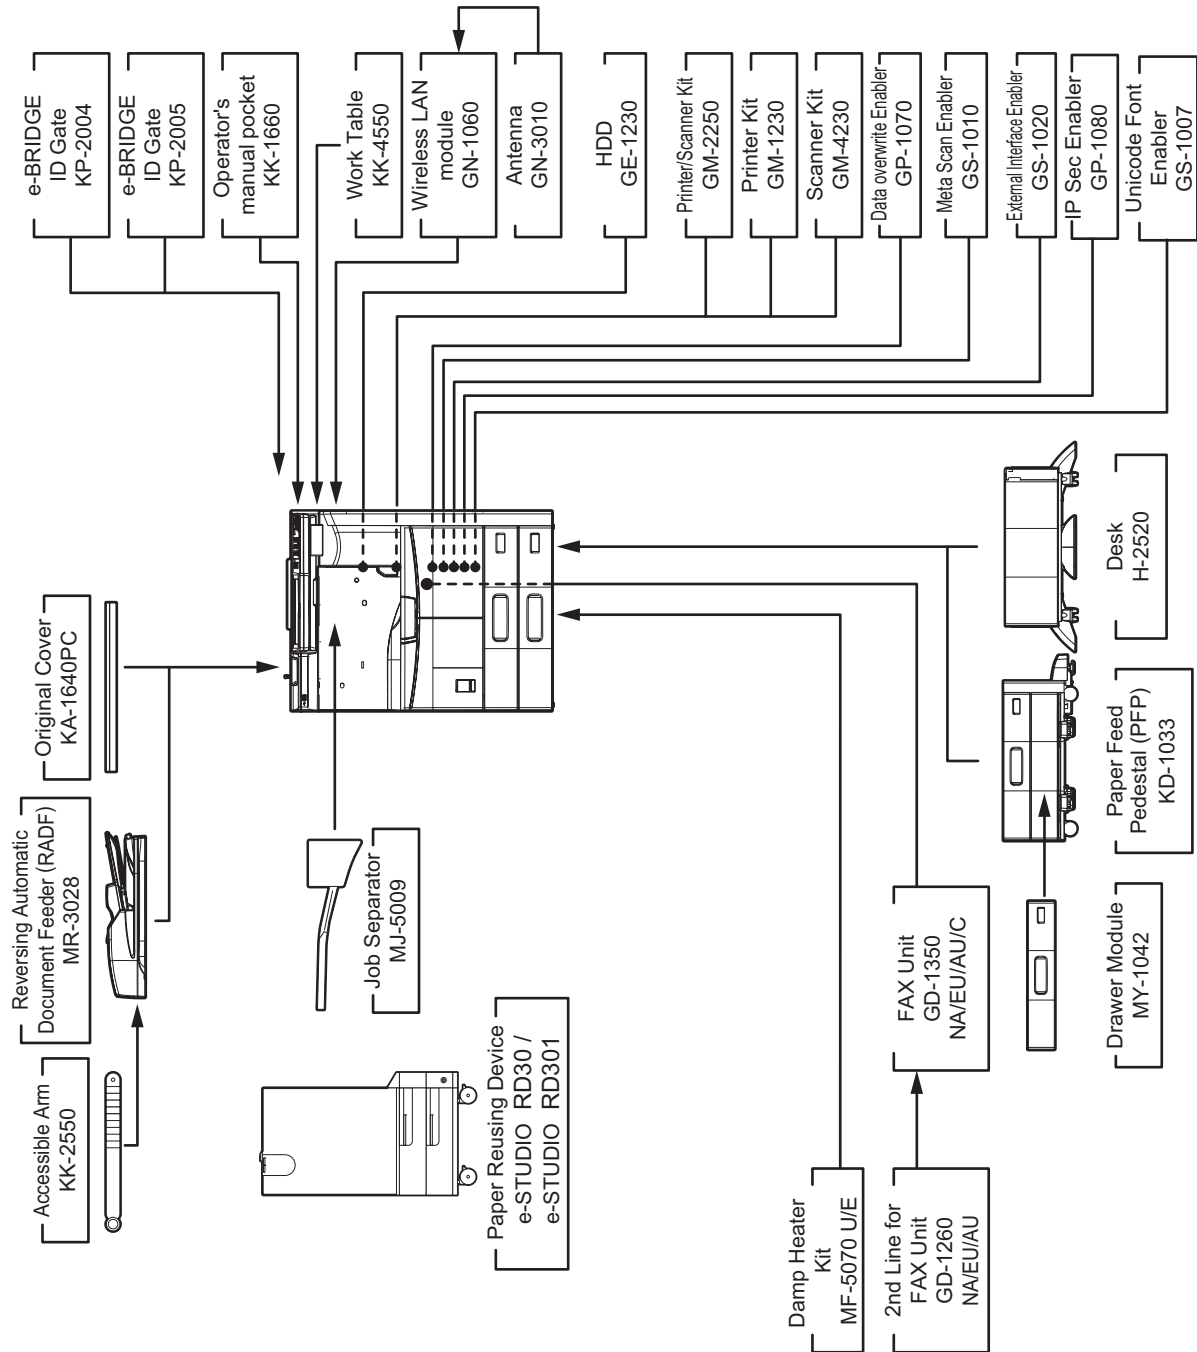 e-BRIDGE
ID Gate
KP-2004
e-BRIDGE
ID Gate
KP-2005
Operator's
manual pocket
KK-1660
Work Table
KK-4550
Wireless LAN
module
GN-1060
Antenna
GN-3010
HDD
GE-1230
Printer/Scanner Kit
GM-2250
Printer Kit
GM-1230
Scanner Kit
GM-4230
Data overwrite Enabler
GP-1070
Meta Scan Enabler
GS-1010
External Interface Enabler
GS-1020
IP Sec Enabler
GP-1080
Unicode Font
Enabler
GS-1007
Original Cover
KA-1640PC
Reversing Automatic
Document Feeder (RADF)
MR-3028
Accessible Arm
KK-2550
Job Separator
MJ-5009
Paper Reusing Device
e-STUDIO RD30 /
e-STUDIO RD301
Desk
H-2520
Paper Feed
Pedestal (PFP)
KD-1033
Drawer Module
MY-1042
FAX Unit
GD-1350
NA/EU/AU/C
Damp Heater
Kit
MF-5070 U/E
2nd Line for
FAX Unit
GD-1260
NA/EU/AU